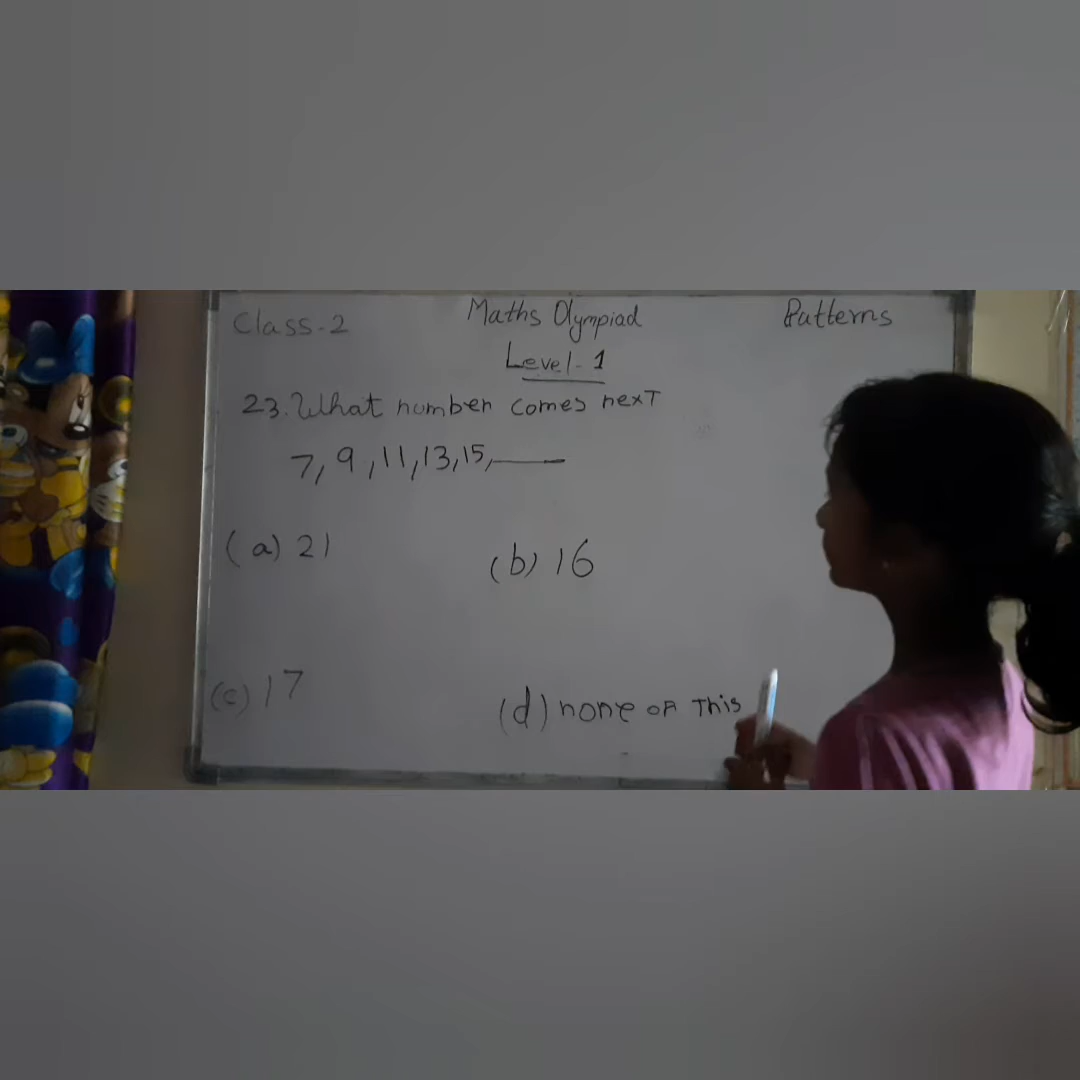 Class-2 Maths Olympiad Patterns
Level-1
23. What number comes next
7, 9, 11, 13, 15, ——
(a) 21 (b) 16
(c) 17 (d) none of This